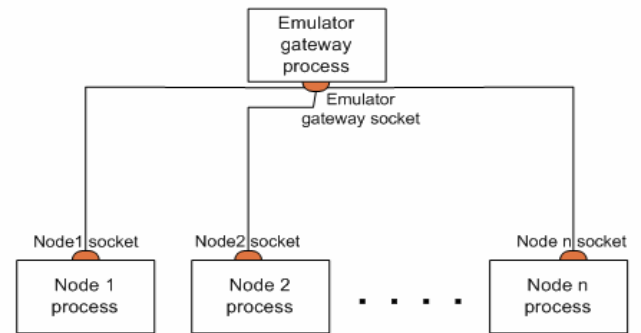 Emulator
gateway
process
Emulator
gateway socket
Node1 socket
Node2 socket
Node n socket
Node 1
process
Node 2
process
. . . .
Node n
process